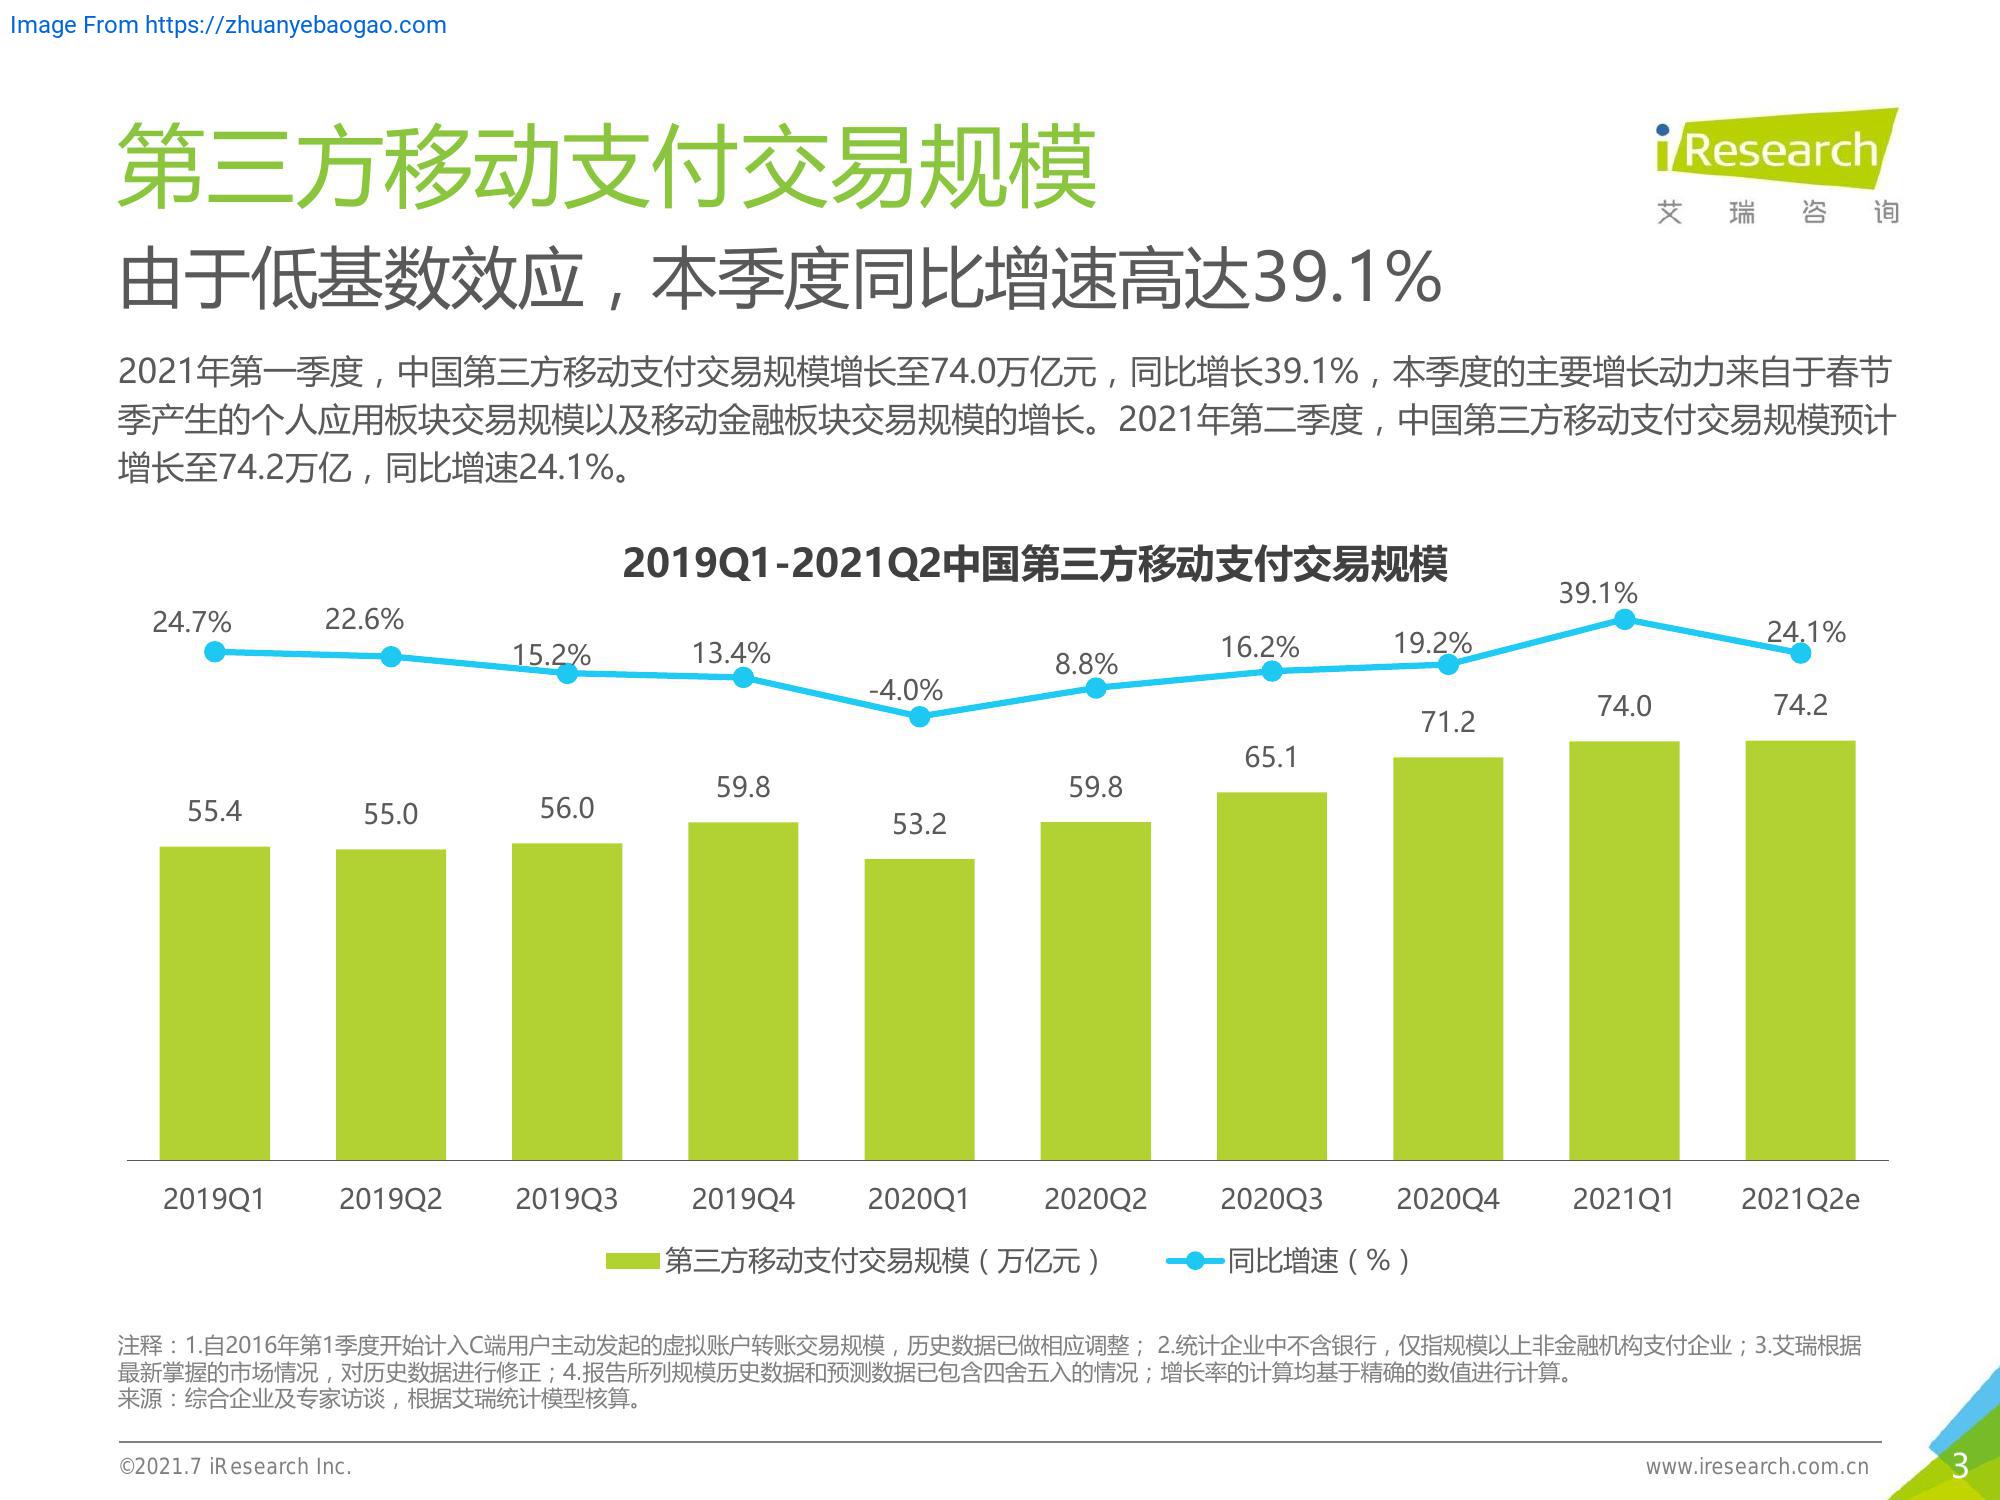 Image From https://zhuanyebaogao.com
第三方移动支付交易规模
iResearch
艾瑞咨询
由于低基数效应，本季度同比增速高达39.1%
2021年第一季度，中国第三方移动支付交易规模增长至74.0万亿元，同比增长39.1%，本季度的主要增长动力来自于春节
季产生的个人应用板块交易规模以及移动金融板块交易规模的增长。2021年第二季度，中国第三方移动支付交易规模预计
增长至74.2万亿，同比增速24.1%。
2019Q1-2021Q2中国第三方移动支付交易规模
24.7% 22.6% 15.2% 13.4% -4.0% 8.8% 16.2% 19.2% 39.1% 24.1%
55.4 55.0 56.0 59.8 53.2 59.8 65.1 71.2 74.0 74.2
2019Q1 2019Q2 2019Q3 2019Q4 2020Q1 2020Q2 2020Q3 2020Q4 2021Q1 2021Q2e
第三方移动支付交易规模（万亿元） 同比增速（%）
注释：1.自2016年第1季度开始计入C端用户主动发起的虚拟账户转账交易规模，历史数据已做相应调整； 2.统计企业中不含银行，仅指规模以上非金融机构支付企业；3.艾瑞根据
最新掌握的市场情况，对历史数据进行修正；4.报告所列规模历史数据和预测数据已包含四舍五入的情况；增长率的计算均基于精确的数值进行计算。
来源：综合企业及专家访谈，根据艾瑞统计模型核算。
©2021.7 iResearch Inc. www.iresearch.com.cn 3